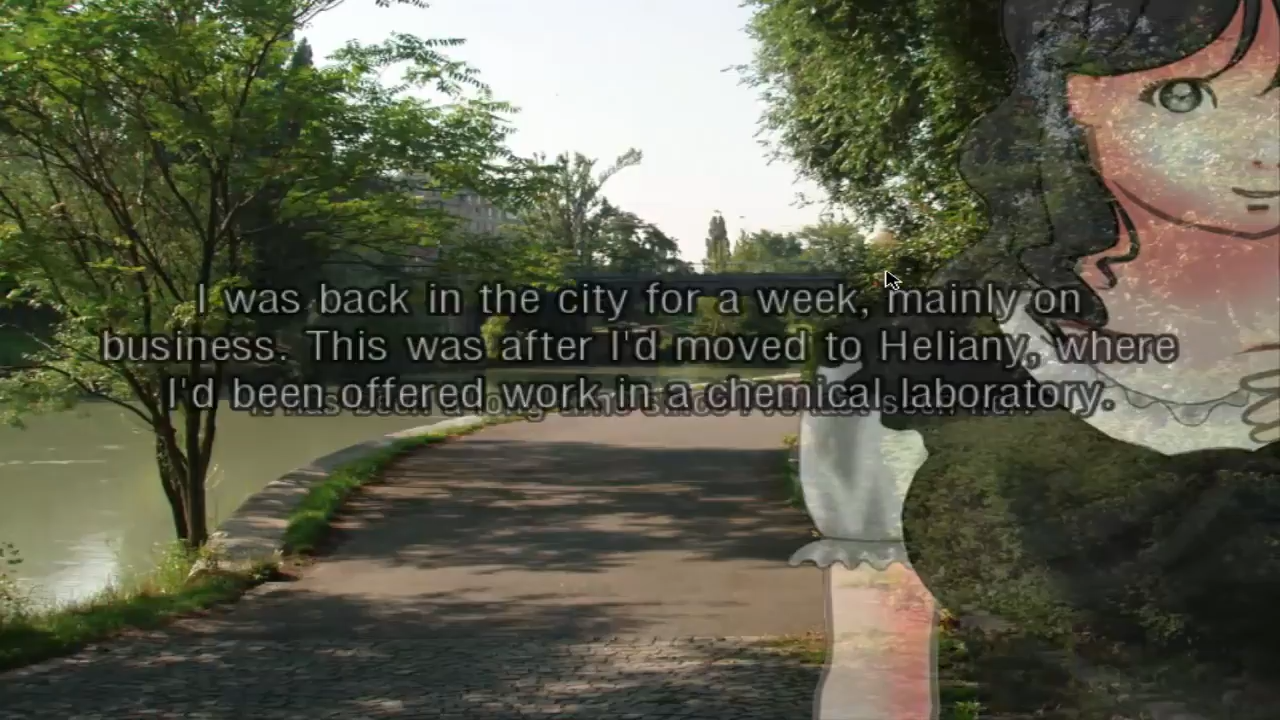 I was back in the city for a week, mainly on
business. This was after I'd moved to Heliany, where
I'd been offered work in a chemical laboratory.